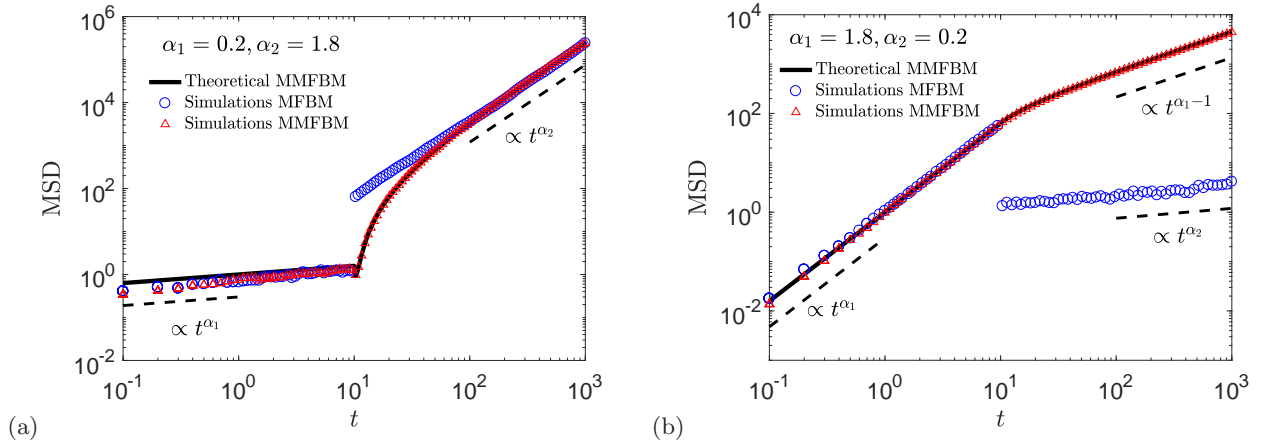 α₁ = 0.2, α₂ = 1.8
Theoretical MMFBM
Simulations MFBM
Simulations MMFBM
∝ t^{α₂}
∝ t^{α₁}
MSD
10⁶
10⁴
10²
10⁰
10⁻²
10⁻¹ 10⁰ 10¹ 10² 10³
t
(a)
α₁ = 1.8, α₂ = 0.2
Theoretical MMFBM
Simulations MFBM
Simulations MMFBM
∝ t^{α₁−1}
∝ t^{α₂}
∝ t^{α₁}
MSD
10⁴
10²
10⁰
10⁻²
10⁻¹ 10⁰ 10¹ 10² 10³
t
(b)